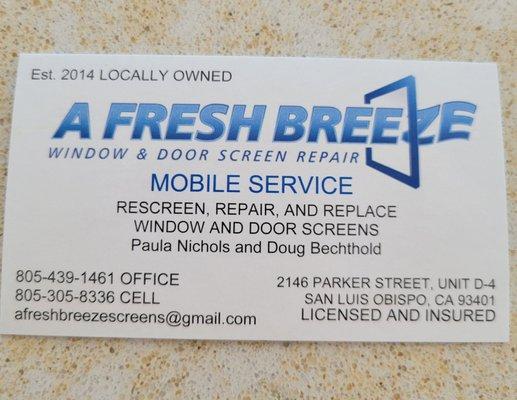 Est. 2014 LOCALLY OWNED
A FRESH BREEZE
WINDOW & DOOR SCREEN REPAIR
MOBILE SERVICE
RESCREEN, REPAIR, AND REPLACE
WINDOW AND DOOR SCREENS
Paula Nichols and Doug Bechthold
805-439-1461 OFFICE
805-305-8336 CELL
afreshbreezescreens@gmail.com
2146 PARKER STREET, UNIT D-4
SAN LUIS OBISPO, CA 93401
LICENSED AND INSURED